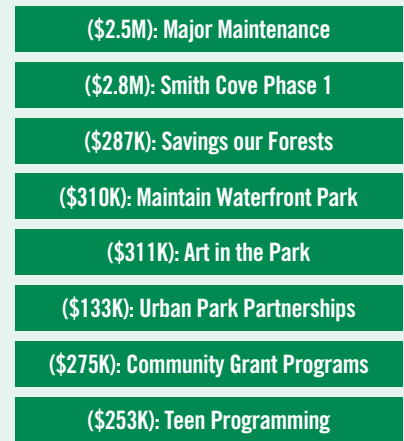 ($2.5M): Major Maintenance
($2.8M): Smith Cove Phase 1
($287K): Savings our Forests
($310K): Maintain Waterfront Park
($311K): Art in the Park
($133K): Urban Park Partnerships
($275K): Community Grant Programs
($253K): Teen Programming